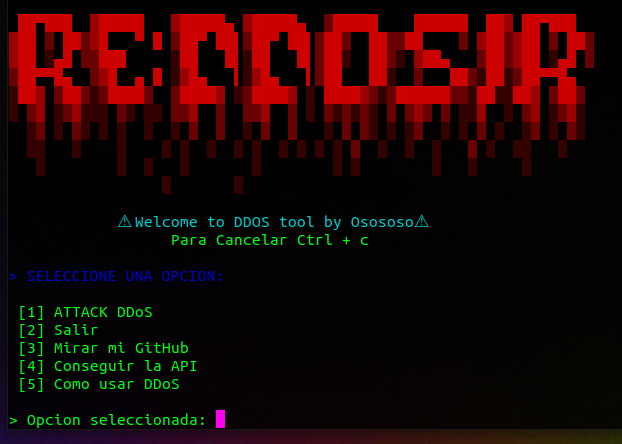 REDDOSIR
⚠Welcome to DDOS tool by Osososo⚠
Para Cancelar Ctrl + c
> SELECCIONE UNA OPCION:
[1] ATTACK DDoS
[2] Salir
[3] Mirar mi GitHub
[4] Conseguir la API
[5] Como usar DDoS
> Opcion seleccionada: